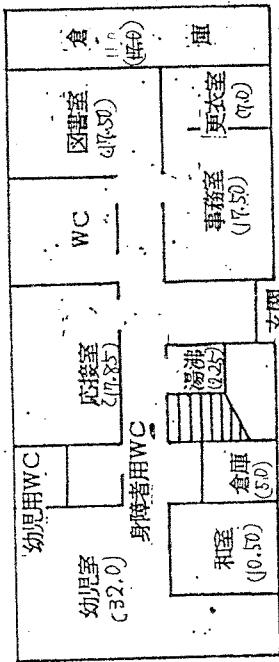 倉
庫
図書室
(17.50)
更衣室
(7.0)
WC
事務室
(17.50)
応接室
(17.85)
湯沸
(2.25)
玄関
幼児用WC
身障者用WC
倉庫
(5.0)
幼児室
(32.0)
和室
(10.50)